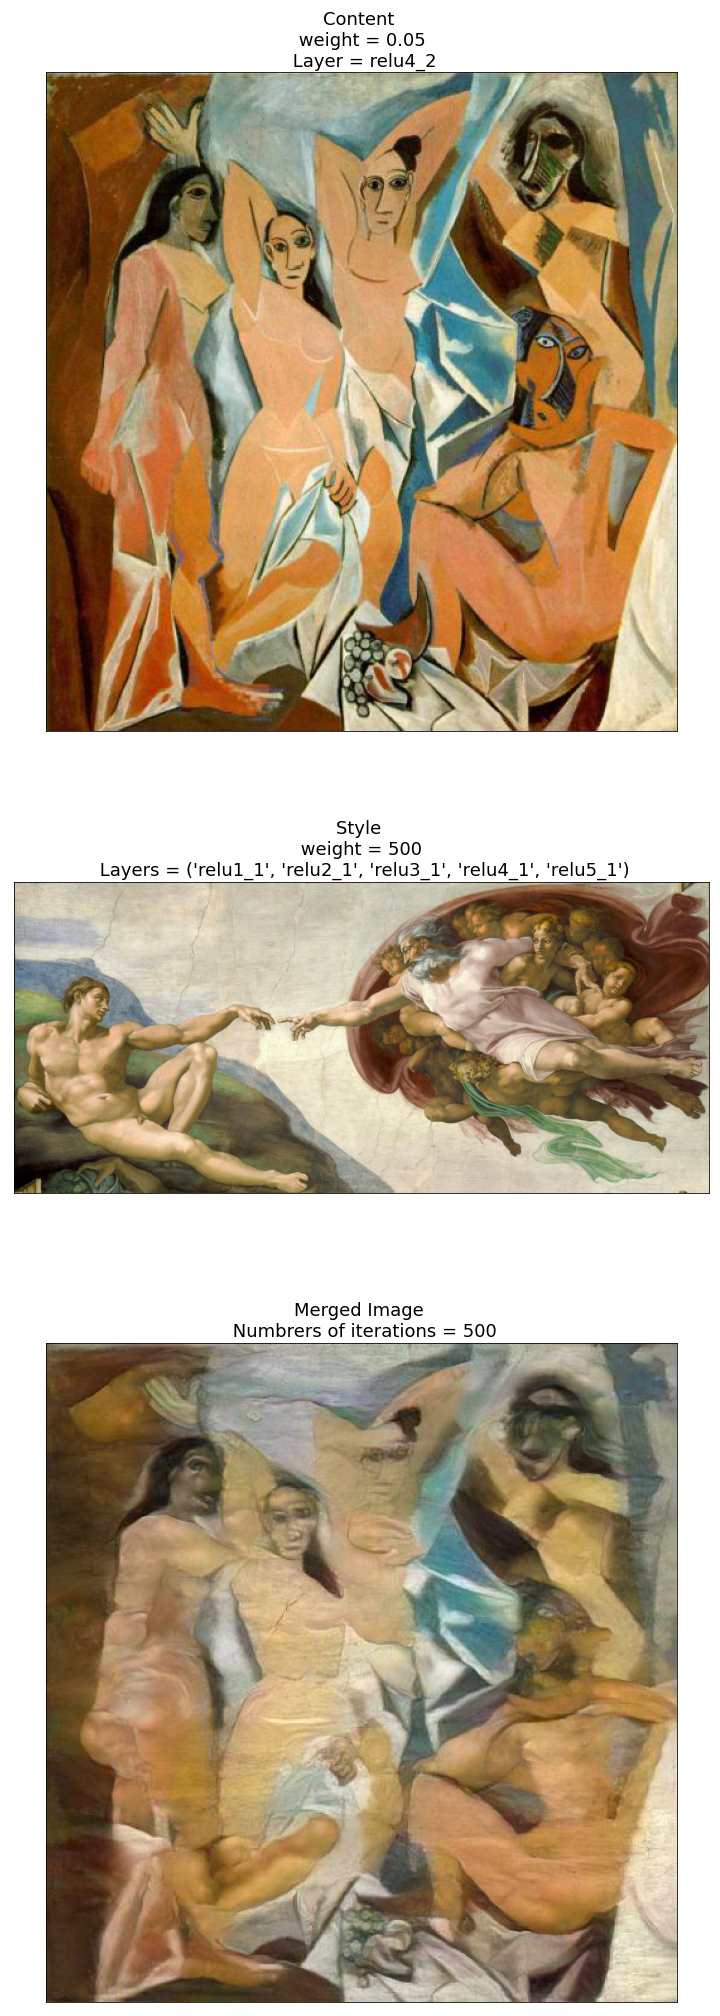 Content
weight = 0.05
Layer = relu4_2
Style
weight = 500
Layers = ('relu1_1', 'relu2_1', 'relu3_1', 'relu4_1', 'relu5_1')
Merged Image
Numbrers of iterations = 500